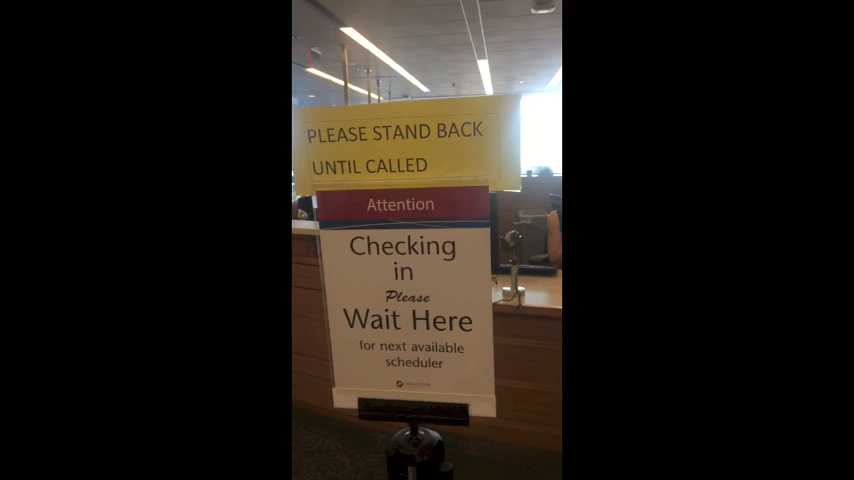 PLEASE STAND BACK
UNTIL CALLED
Attention
Checking
in
Please
Wait Here
for next available
scheduler